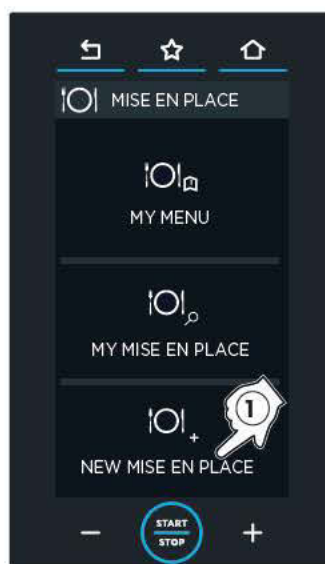 MISE EN PLACE
MY MENU
MY MISE EN PLACE
1
NEW MISE EN PLACE
START
STOP